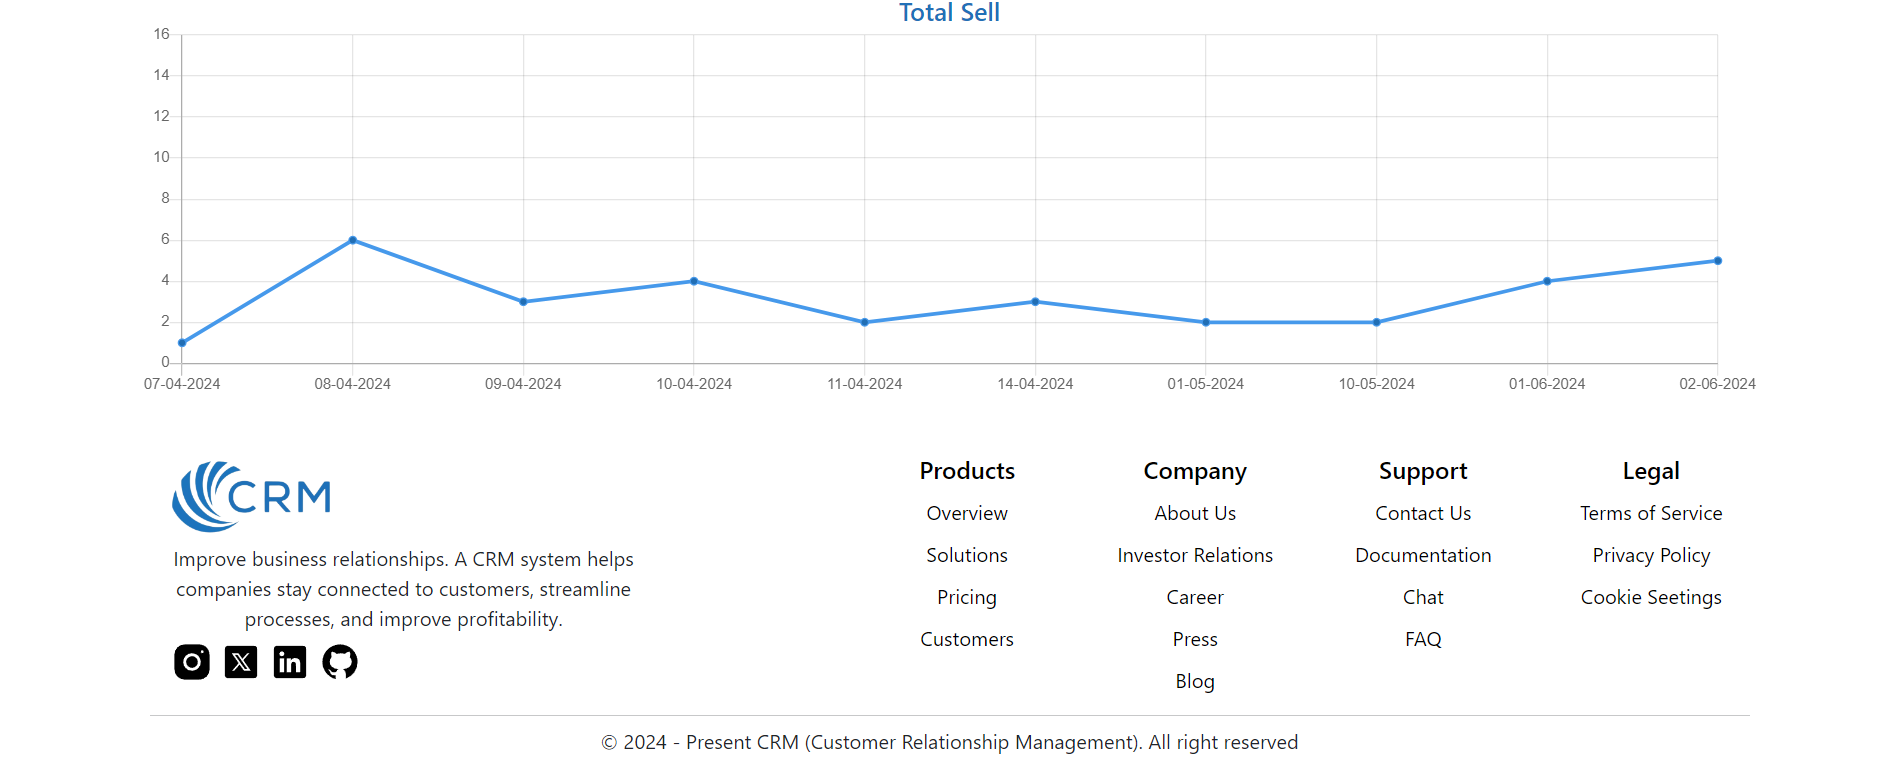 Total Sell
16
14
12
10
8
6
4
2
0
07-04-2024 08-04-2024 09-04-2024 10-04-2024 11-04-2024 14-04-2024 01-05-2024 10-05-2024 01-06-2024 02-06-2024
CRM
Improve business relationships. A CRM system helps
companies stay connected to customers, streamline
processes, and improve profitability.
Products
Overview
Solutions
Pricing
Customers
Company
About Us
Investor Relations
Career
Press
Blog
Support
Contact Us
Documentation
Chat
FAQ
Legal
Terms of Service
Privacy Policy
Cookie Seetings
© 2024 - Present CRM (Customer Relationship Management). All right reserved